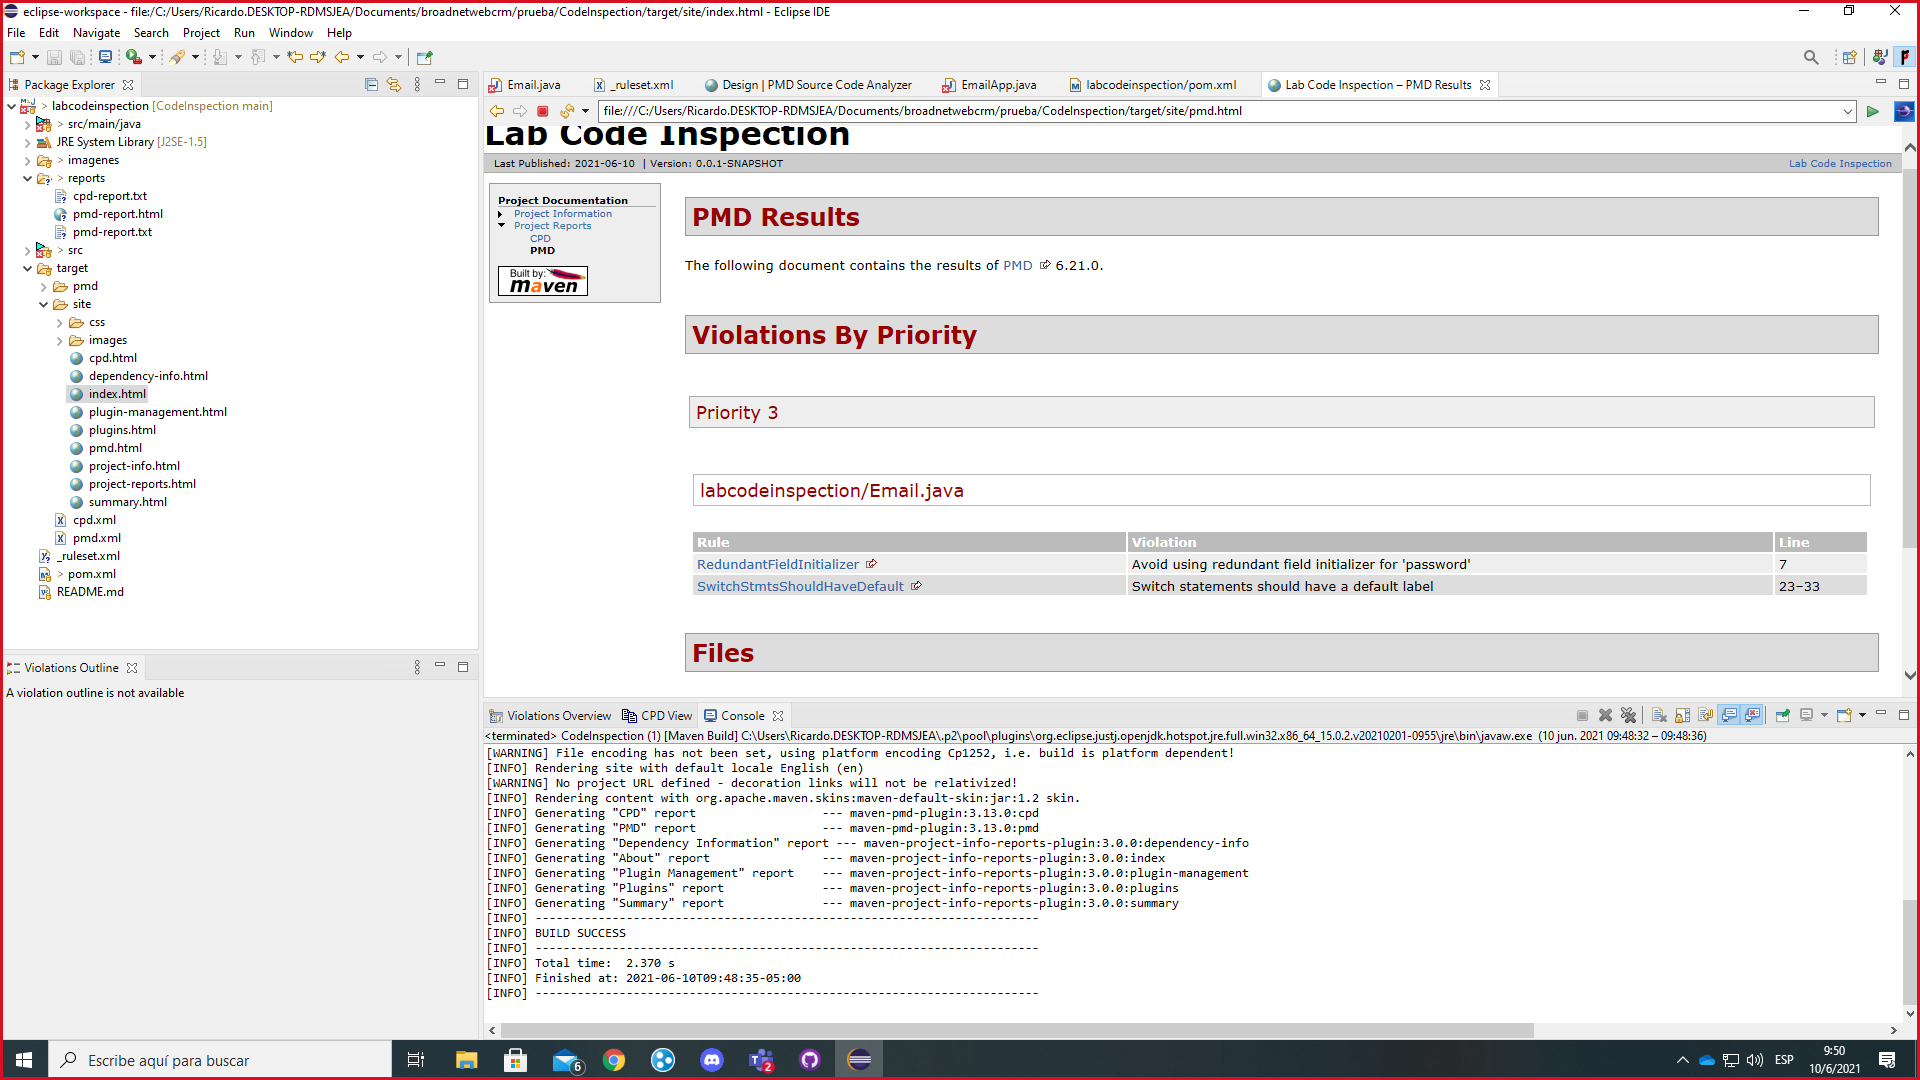 eclipse-workspace - file:/C:/Users/Ricardo.DESKTOP-RDMSJEA/Documents/broadnetwebcrm/prueba/CodeInspection/target/site/index.html - Eclipse IDE
File Edit Navigate Search Project Run Window Help
Package Explorer
labcodeinspection [CodeInspection main]
src/main/java
JRE System Library [J2SE-1.5]
imagenes
reports
cpd-report.txt
pmd-report.html
pmd-report.txt
src
target
pmd
site
css
images
cpd.html
dependency-info.html
index.html
plugin-management.html
plugins.html
pmd.html
project-info.html
project-reports.html
summary.html
cpd.xml
pmd.xml
_ruleset.xml
pom.xml
README.md
Violations Outline
A violation outline is not available
Email.java _ruleset.xml Design | PMD Source Code Analyzer EmailApp.java labcodeinspection/pom.xml Lab Code Inspection – PMD Results
file:///C:/Users/Ricardo.DESKTOP-RDMSJEA/Documents/broadnetwebcrm/prueba/CodeInspection/target/site/pmd.html
Lab Code Inspection
Last Published: 2021-06-10 | Version: 0.0.1-SNAPSHOT
Lab Code Inspection
Project Documentation
Project Information
Project Reports
CPD
PMD
Built by:
maven
PMD Results
The following document contains the results of PMD 6.21.0.
Violations By Priority
Priority 3
labcodeinspection/Email.java
Rule Violation Line
RedundantFieldInitializer Avoid using redundant field initializer for 'password' 7
SwitchStmtsShouldHaveDefault Switch statements should have a default label 23–33
Files
Violations Overview CPD View Console
<terminated> CodeInspection (1) [Maven Build] C:\Users\Ricardo.DESKTOP-RDMSJEA\.p2\pool\plugins\org.eclipse.justj.openjdk.hotspot.jre.full.win32.x86_64_15.0.2.v20210201-0955\jre\bin\javaw.exe (10 jun. 2021 09:48:32 – 09:48:36)
[WARNING] File encoding has not been set, using platform encoding Cp1252, i.e. build is platform dependent!
[INFO] Rendering site with default locale English (en)
[WARNING] No project URL defined - decoration links will not be relativized!
[INFO] Rendering content with org.apache.maven.skins:maven-default-skin:jar:1.2 skin.
[INFO] Generating "CPD" report --- maven-pmd-plugin:3.13.0:cpd
[INFO] Generating "PMD" report --- maven-pmd-plugin:3.13.0:pmd
[INFO] Generating "Dependency Information" report --- maven-project-info-reports-plugin:3.0.0:dependency-info
[INFO] Generating "About" report --- maven-project-info-reports-plugin:3.0.0:index
[INFO] Generating "Plugin Management" report --- maven-project-info-reports-plugin:3.0.0:plugin-management
[INFO] Generating "Plugins" report --- maven-project-info-reports-plugin:3.0.0:plugins
[INFO] Generating "Summary" report --- maven-project-info-reports-plugin:3.0.0:summary
[INFO] ------------------------------------------------------------------------
[INFO] BUILD SUCCESS
[INFO] ------------------------------------------------------------------------
[INFO] Total time: 2.370 s
[INFO] Finished at: 2021-06-10T09:48:35-05:00
[INFO] ------------------------------------------------------------------------
Escribe aquí para buscar
6
2
ESP
9:50
10/6/2021